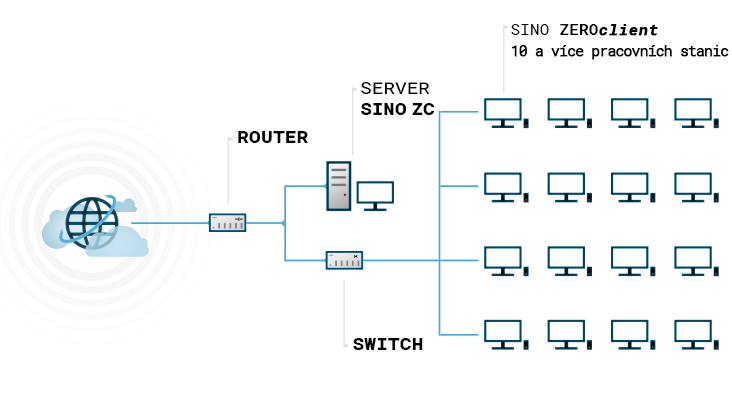 SINO ZEROclient
10 a více pracovních stanic
SERVER
SINO ZC
ROUTER
SWITCH